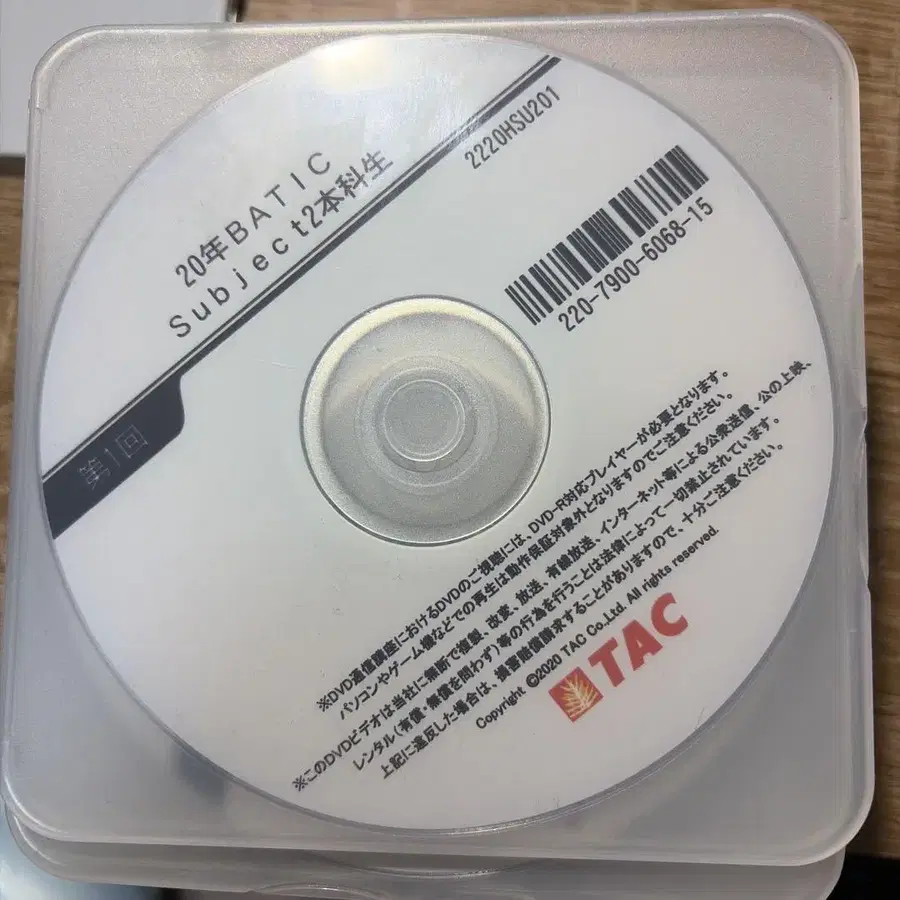 20年BATIC
Subject2本科生
2220HSU201
220-7900-6068-15
第1回
※DVD通信講座におけるDVDのご視聴には、DVD-R対応プレイヤーが必要となります。
パソコンやゲーム機などでの再生は動作保証対象外となりますのでご注意ください。
※このDVDビデオは当社に無断で複製、改変、放送、有線放送、インターネット等による公衆送信、公の上映、
レンタル(有償・無償を問わず)等の行為を行うことは法律によって一切禁止されています。
上記に違反した場合は、損害賠償請求することがありますので、十分ご注意ください。
Copyright ©2020 TAC Co.,Ltd. All rights reserved.
TAC